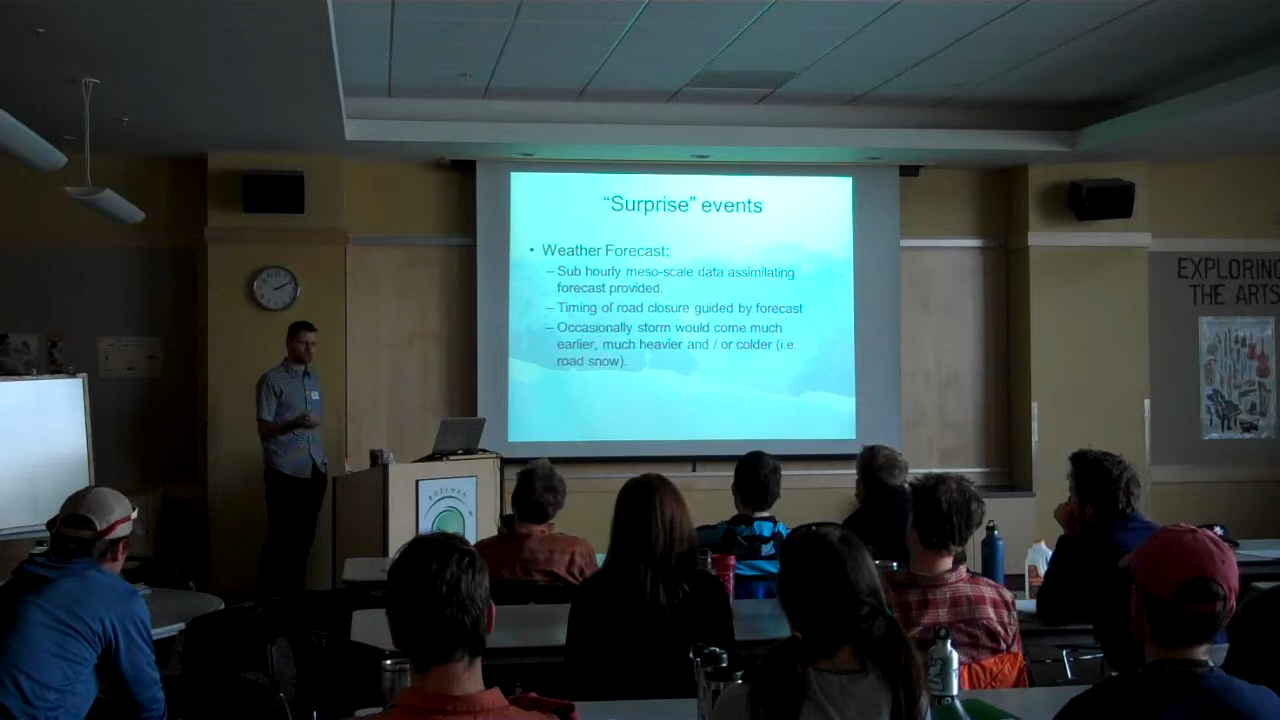 “Surprise” events
• Weather Forecast:
– Sub hourly meso-scale data assimilating
forecast provided.
– Timing of road closure guided by forecast
– Occasionally storm would come much
earlier, much heavier and / or colder (i.e.
road snow).
EXPLORING
THE ARTS
BOZEMAN